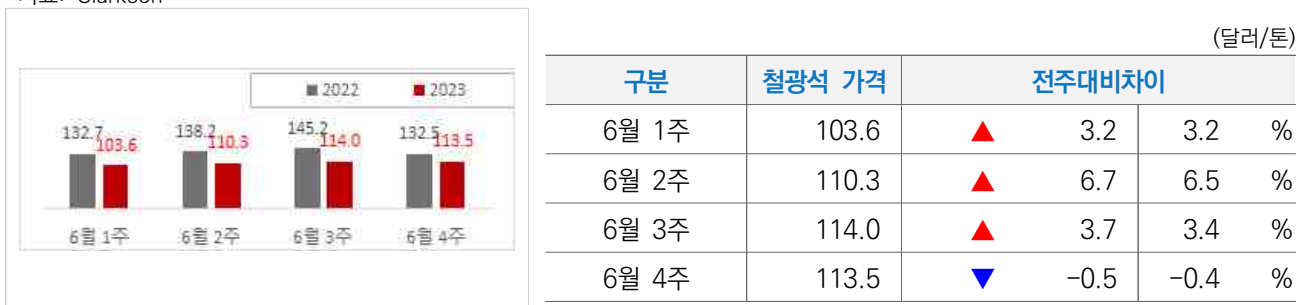 (달러/톤)
■ 2022 ■ 2023
132.7 103.6 138.2 110.3 145.2 114.0 132.5 113.5
6월 1주 6월 2주 6월 3주 6월 4주
구분 철광석 가격 전주대비차이
6월 1주 103.6 ▲ 3.2 3.2 %
6월 2주 110.3 ▲ 6.7 6.5 %
6월 3주 114.0 ▲ 3.7 3.4 %
6월 4주 113.5 ▼ -0.5 -0.4 %